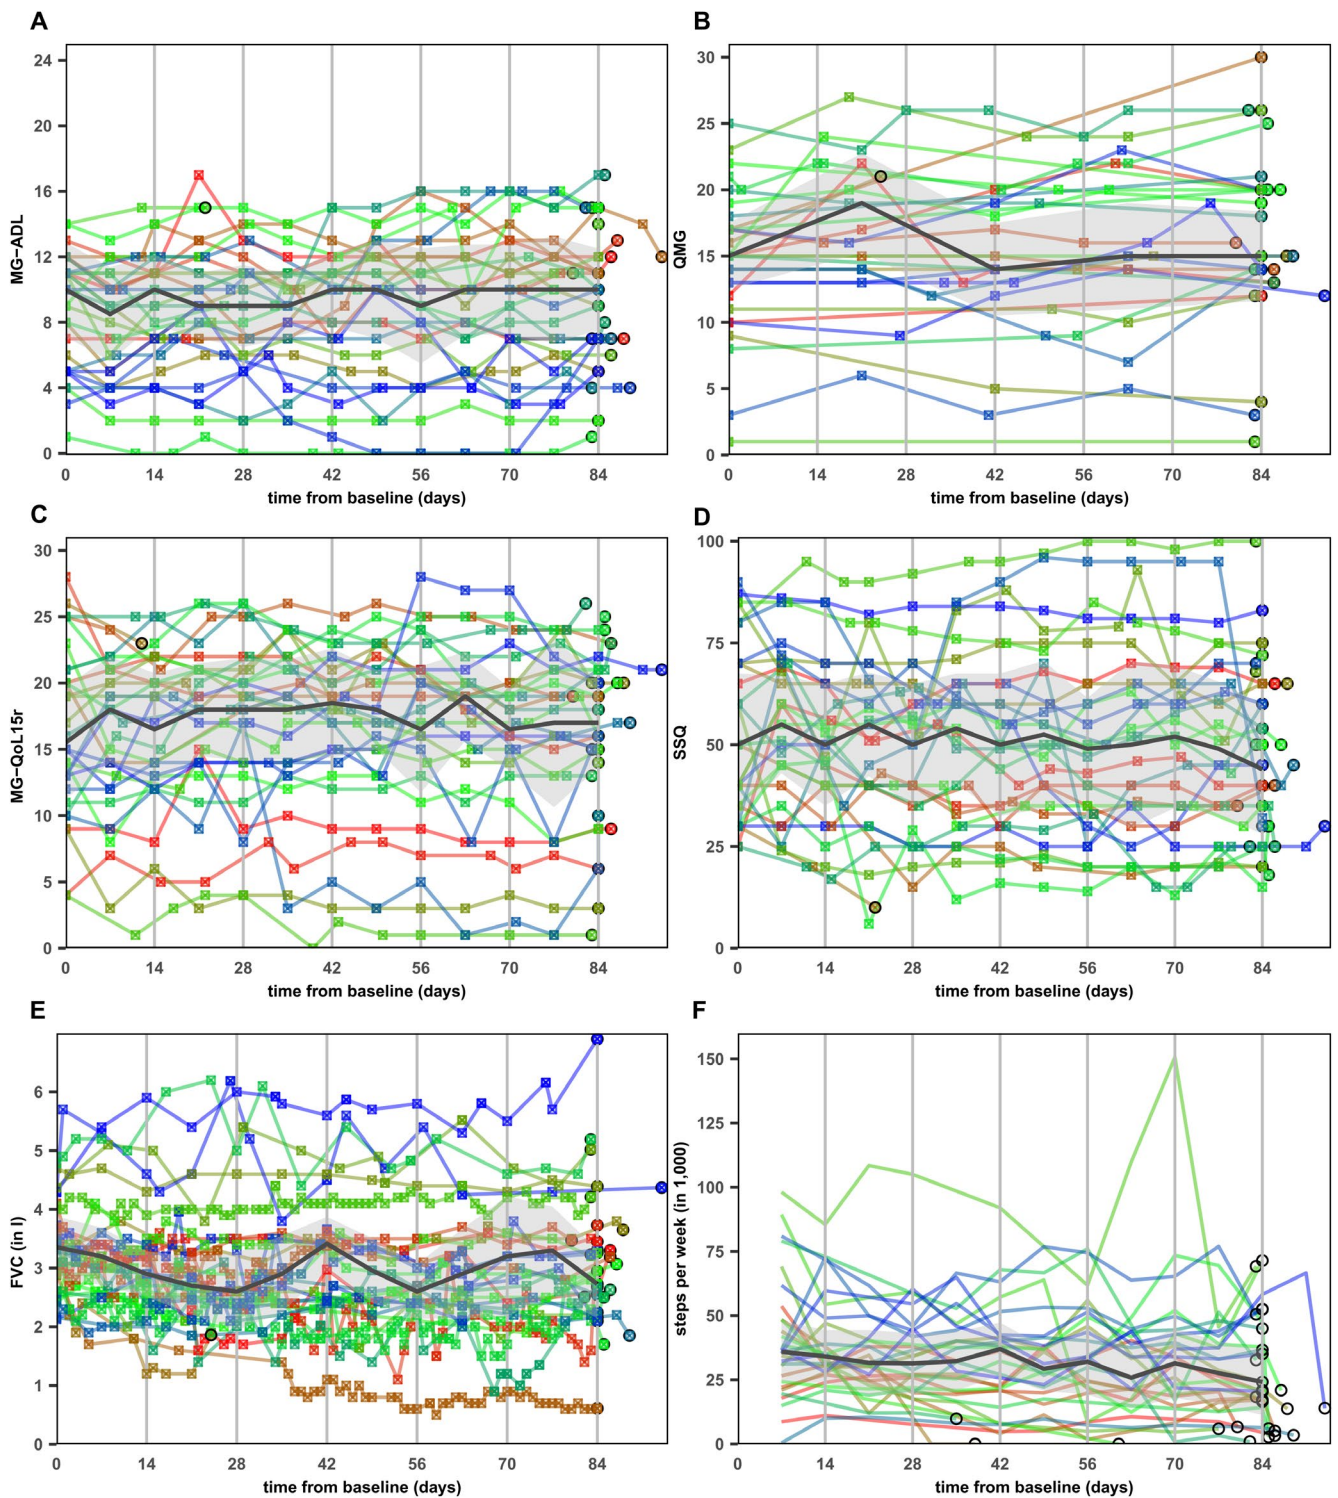 A
MG−ADL
24
20
16
12
8
4
0
0 14 28 42 56 70 84
time from baseline (days)
B
QMG
30
25
20
15
10
5
0
0 14 28 42 56 70 84
time from baseline (days)
C
MG−QoL15r
30
25
20
15
10
5
0
0 14 28 42 56 70 84
time from baseline (days)
D
SSQ
100
75
50
25
0
0 14 28 42 56 70 84
time from baseline (days)
E
FVC (in l)
6
5
4
3
2
1
0
0 14 28 42 56 70 84
time from baseline (days)
F
steps per week (in 1,000)
150
125
100
75
50
25
0
0 14 28 42 56 70 84
time from baseline (days)